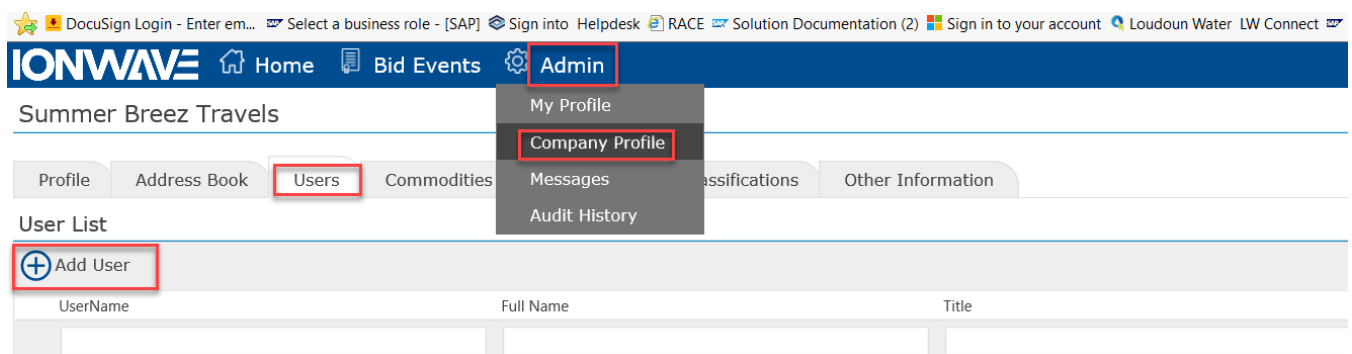 DocuSign Login - Enter em... Select a business role - [SAP] Sign into Helpdesk RACE Solution Documentation (2) Sign in to your account Loudoun Water LW Connect
IONWAVE Home Bid Events Admin
Summer Breez Travels
My Profile
Company Profile
Messages
Audit History
Profile Address Book Users Commodities assifications Other Information
User List
Add User
UserName Full Name Title